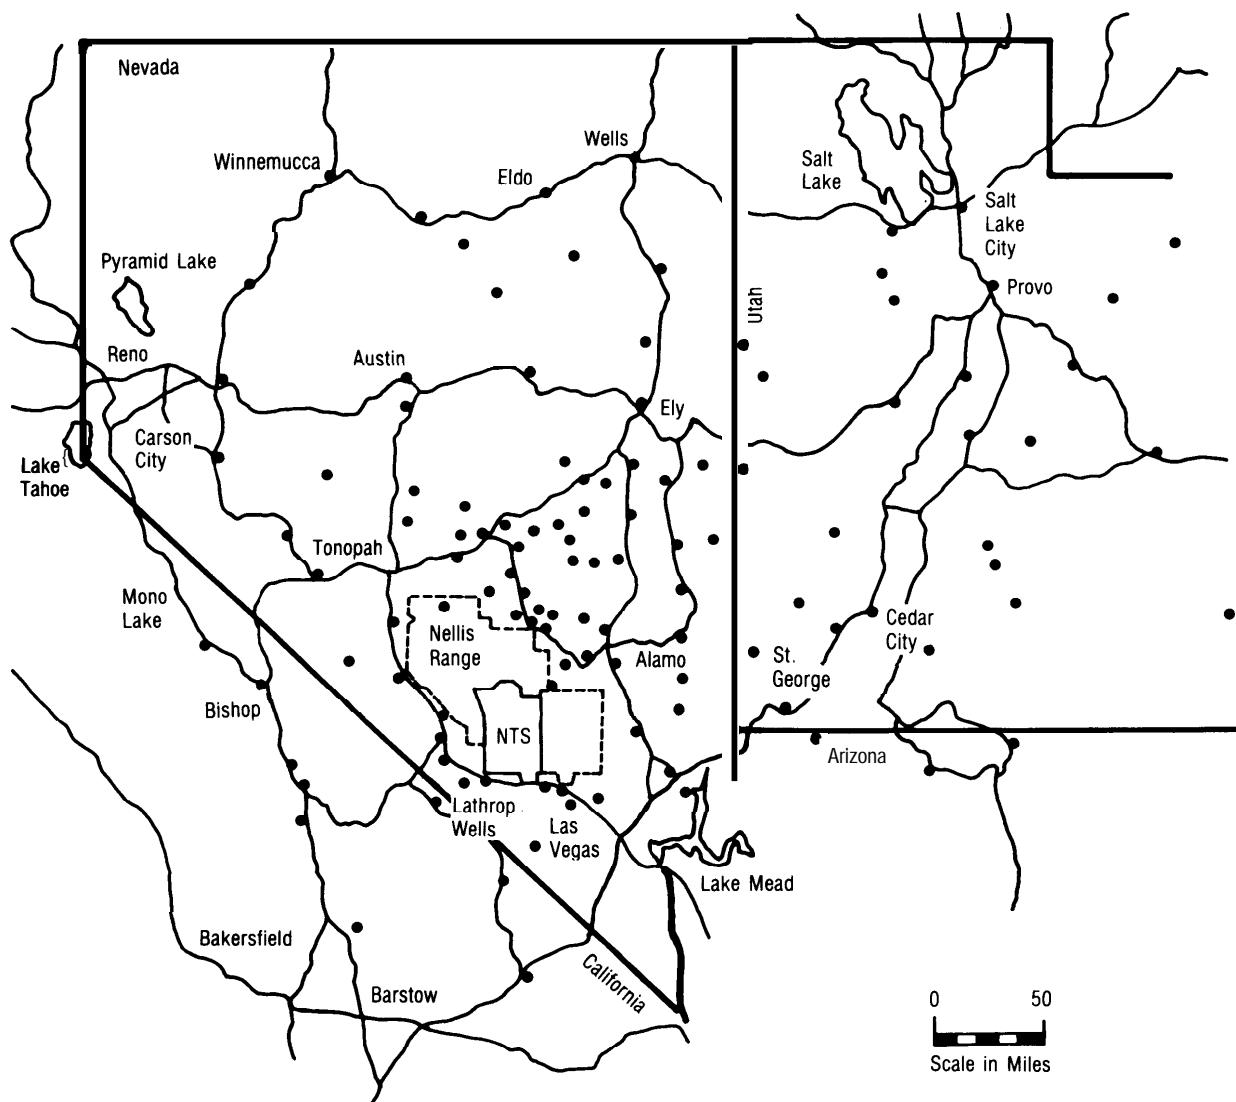 Nevada
Wells
Winnemucca
Eldo
Salt
Lake
Salt
Lake
City
Pyramid Lake
Provo
Utah
Reno
Austin
Ely
Carson
City
Lake
Tahoe
Tonopah
Mono
Lake
Nellis
Range
Cedar
City
Alamo
St.
George
Bishop
NTS
Arizona
Lathrop
Wells
Las
Vegas
Lake Mead
Bakersfield
California
Barstow
0 50
Scale in Miles